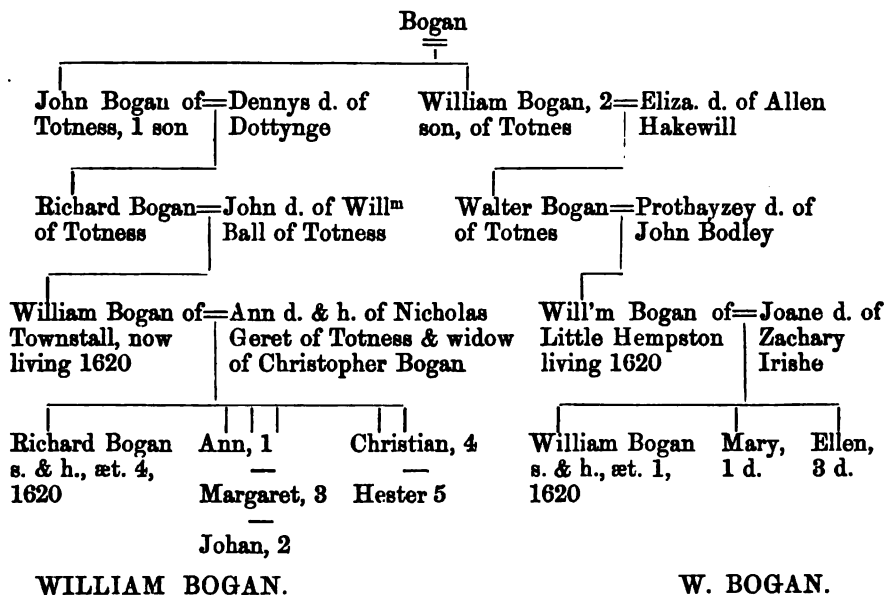 Bogan
John Bogan of=Dennys d. of
Totness, 1 son Dottynge
William Bogan, 2=Eliza. d. of Allen
son, of Totnes Hakewill
Richard Bogan=John d. of Willᵐ
of Totness Ball of Totness
Walter Bogan=Prothayzey d. of
of Totnes John Bodley
William Bogan of=Ann d. & h. of Nicholas
Townstall, now Geret of Totness & widow
living 1620 of Christopher Bogan
Will'm Bogan of=Joane d. of
Little Hempston Zachary
living 1620 Irishe
Richard Bogan
s. & h., æt. 4,
1620
Ann, 1
Margaret, 3
Johan, 2
Christian, 4
Hester 5
William Bogan
s. & h., æt. 1,
1620
Mary,
1 d.
Ellen,
3 d.
WILLIAM BOGAN.
W. BOGAN.